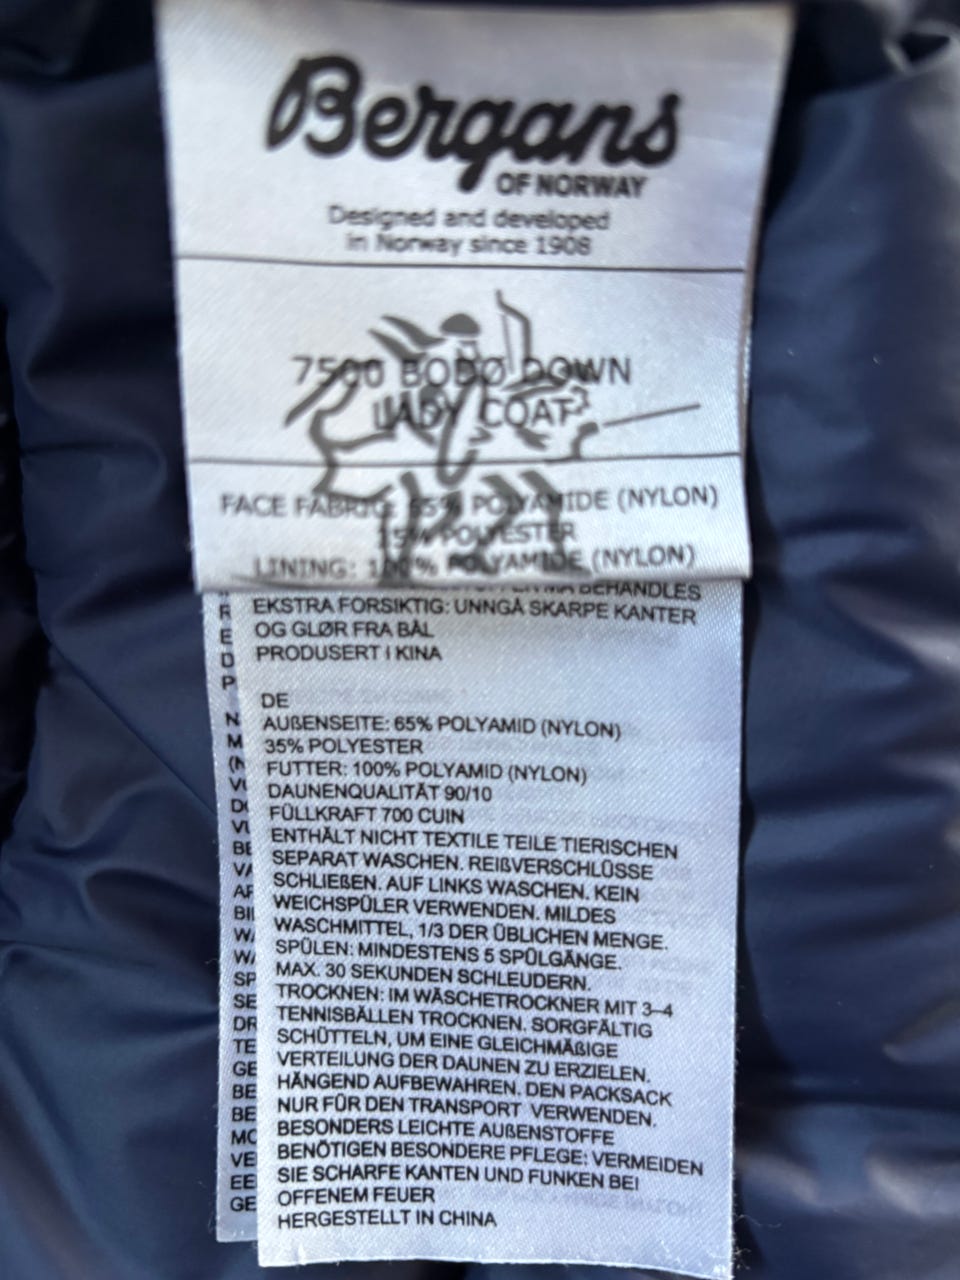 Bergans
OF NORWAY
Designed and developed
in Norway since 1908
7500 BODØ DOWN
LADY COAT
FACE FABRIC: 65% POLYAMIDE (NYLON)
35% POLYESTER
LINING: 100% POLYAMIDE (NYLON)
MÅ BEHANDLES
EKSTRA FORSIKTIG: UNNGÅ SKARPE KANTER
OG GLØR FRA BÅL
PRODUSERT I KINA
DE
AUßENSEITE: 65% POLYAMID (NYLON)
35% POLYESTER
FUTTER: 100% POLYAMID (NYLON)
DAUNENQUALITÄT 90/10
FÜLLKRAFT 700 CUIN
ENTHÄLT NICHT TEXTILE TEILE TIERISCHEN
SEPARAT WASCHEN. REIßVERSCHLÜSSE
SCHLIEßEN. AUF LINKS WASCHEN. KEIN
WEICHSPÜLER VERWENDEN. MILDES
WASCHMITTEL, 1/3 DER ÜBLICHEN MENGE.
SPÜLEN: MINDESTENS 5 SPÜLGÄNGE.
MAX. 30 SEKUNDEN SCHLEUDERN.
TROCKNEN: IM WÄSCHETROCKNER MIT 3–4
TENNISBÄLLEN TROCKNEN. SORGFÄLTIG
SCHÜTTELN, UM EINE GLEICHMÄßIGE
VERTEILUNG DER DAUNEN ZU ERZIELEN.
HÄNGEND AUFBEWAHREN. DEN PACKSACK
NUR FÜR DEN TRANSPORT VERWENDEN.
BESONDERS LEICHTE AUßENSTOFFE
BENÖTIGEN BESONDERE PFLEGE: VERMEIDEN
SIE SCHARFE KANTEN UND FUNKEN BEI
OFFENEM FEUER
HERGESTELLT IN CHINA